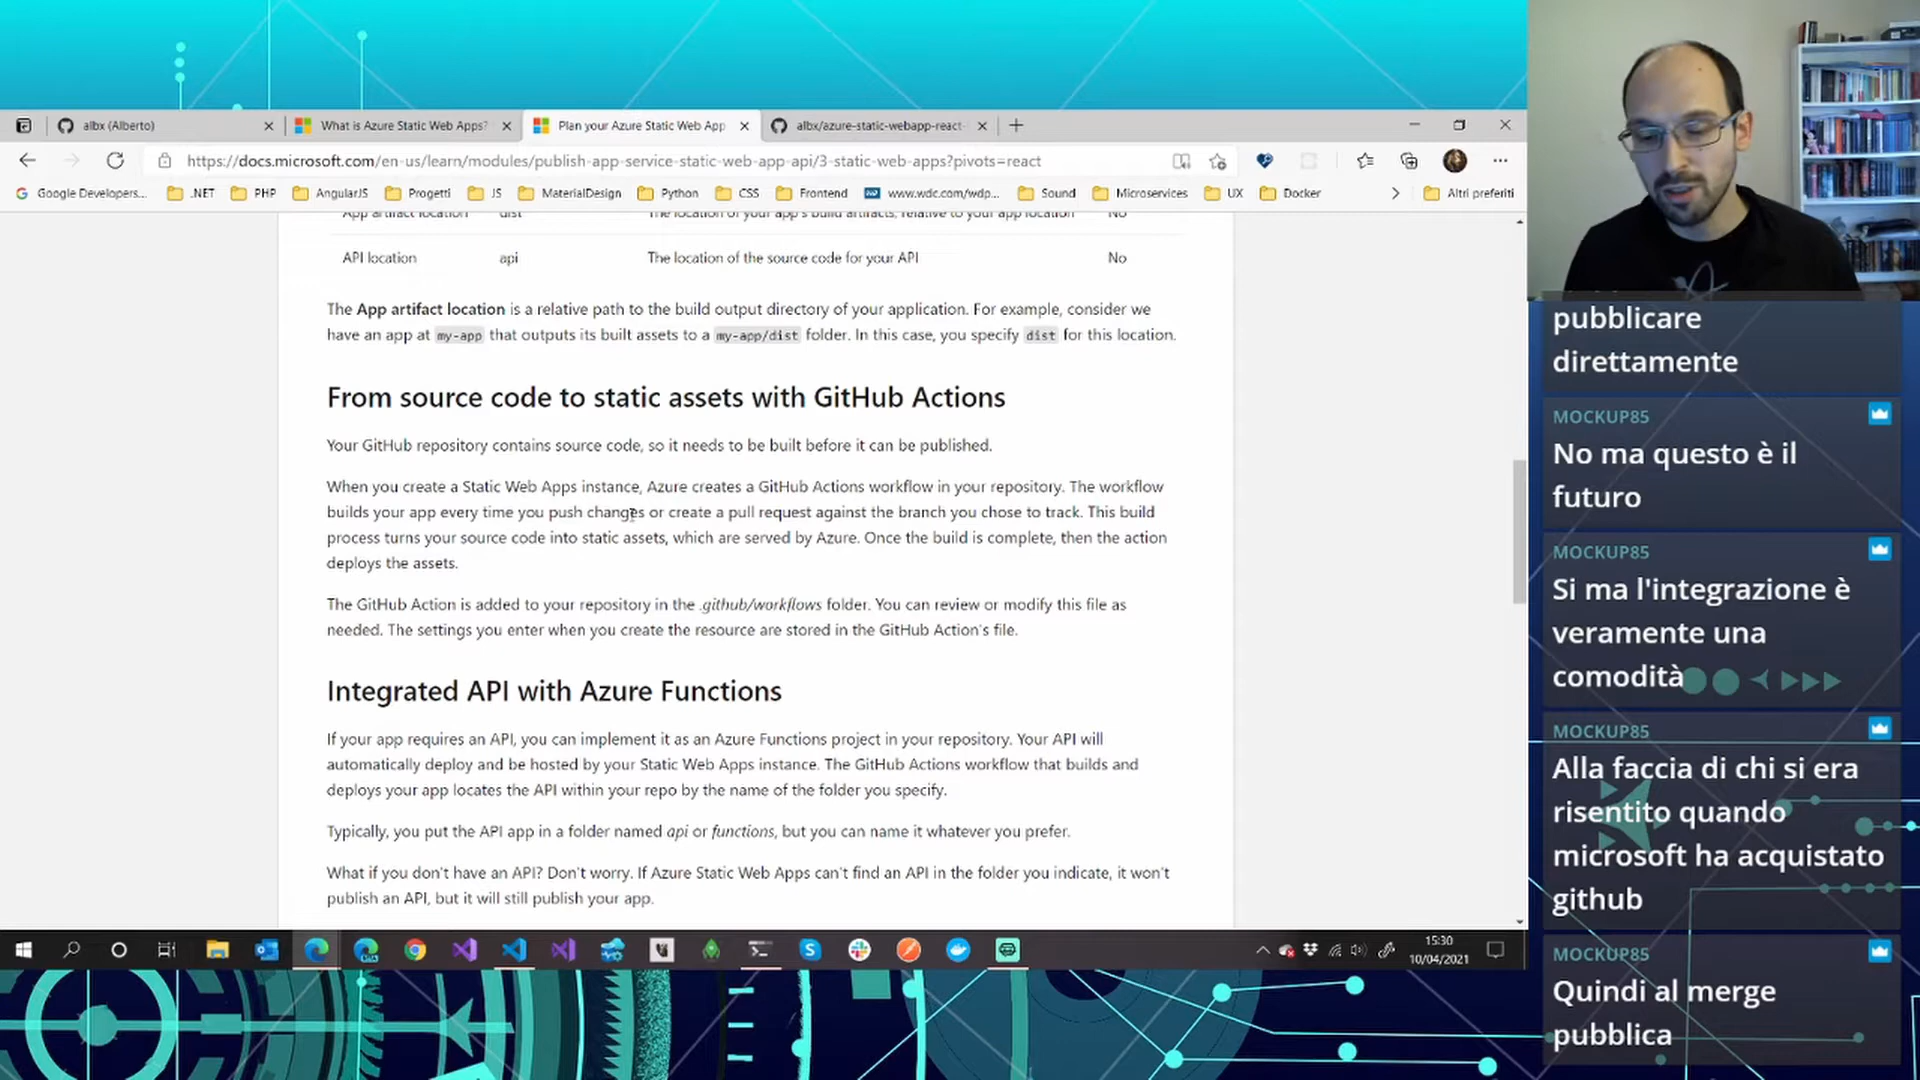 albx (Alberto)
What is Azure Static Web Apps?
Plan your Azure Static Web App
albx/azure-static-webapp-react-
https://docs.microsoft.com/en-us/learn/modules/publish-app-service-static-web-app-api/3-static-web-apps?pivots=react
Google Developers...
.NET
PHP
AngularJS
Progetti
JS
MaterialDesign
Python
CSS
Frontend
www.wdc.com/wdp...
Sound
Microservices
UX
Docker
Altri preferiti
App artifact location dist The location of your app's build artifacts, relative to your app location No
API location api The location of the source code for your API No
The App artifact location is a relative path to the build output directory of your application. For example, consider we
have an app at my-app that outputs its built assets to a my-app/dist folder. In this case, you specify dist for this location.
From source code to static assets with GitHub Actions
Your GitHub repository contains source code, so it needs to be built before it can be published.
When you create a Static Web Apps instance, Azure creates a GitHub Actions workflow in your repository. The workflow
builds your app every time you push changes or create a pull request against the branch you chose to track. This build
process turns your source code into static assets, which are served by Azure. Once the build is complete, then the action
deploys the assets.
The GitHub Action is added to your repository in the .github/workflows folder. You can review or modify this file as
needed. The settings you enter when you create the resource are stored in the GitHub Action's file.
Integrated API with Azure Functions
If your app requires an API, you can implement it as an Azure Functions project in your repository. Your API will
automatically deploy and be hosted by your Static Web Apps instance. The GitHub Actions workflow that builds and
deploys your app locates the API within your repo by the name of the folder you specify.
Typically, you put the API app in a folder named api or functions, but you can name it whatever you prefer.
What if you don't have an API? Don't worry. If Azure Static Web Apps can't find an API in the folder you indicate, it won't
publish an API, but it will still publish your app.
15:30
10/04/2021
pubblicare
direttamente
MOCKUP85
No ma questo è il
futuro
MOCKUP85
Si ma l'integrazione è
veramente una
comodità
MOCKUP85
Alla faccia di chi si era
risentito quando
microsoft ha acquistato
github
MOCKUP85
Quindi al merge
pubblica